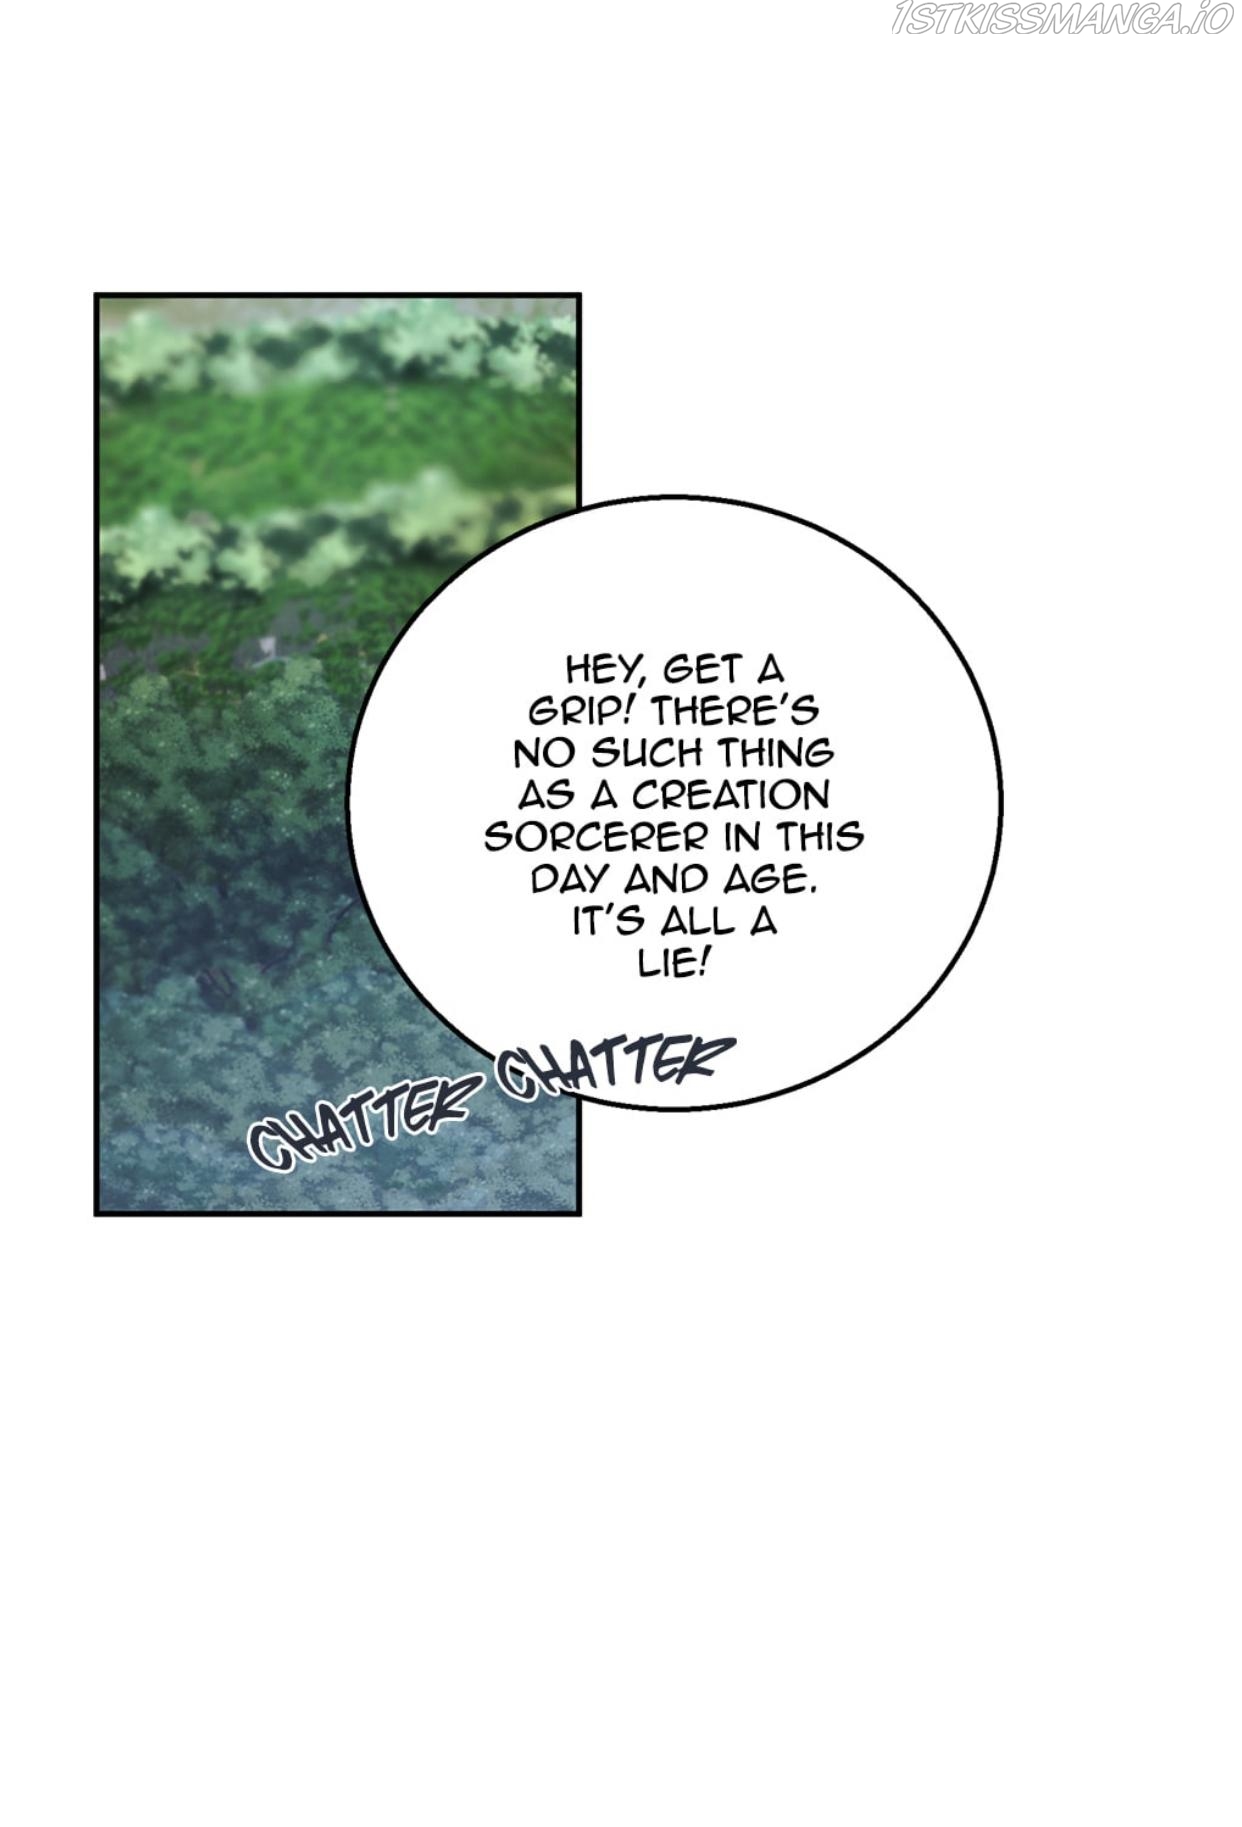 1STKISSMANGA.IO
HEY, GET A
GRIP! THERE'S
NO SUCH THING
AS A CREATION
SORCERER IN THIS
DAY AND AGE.
IT'S ALL A
LIE!
CHATTER CHATTER